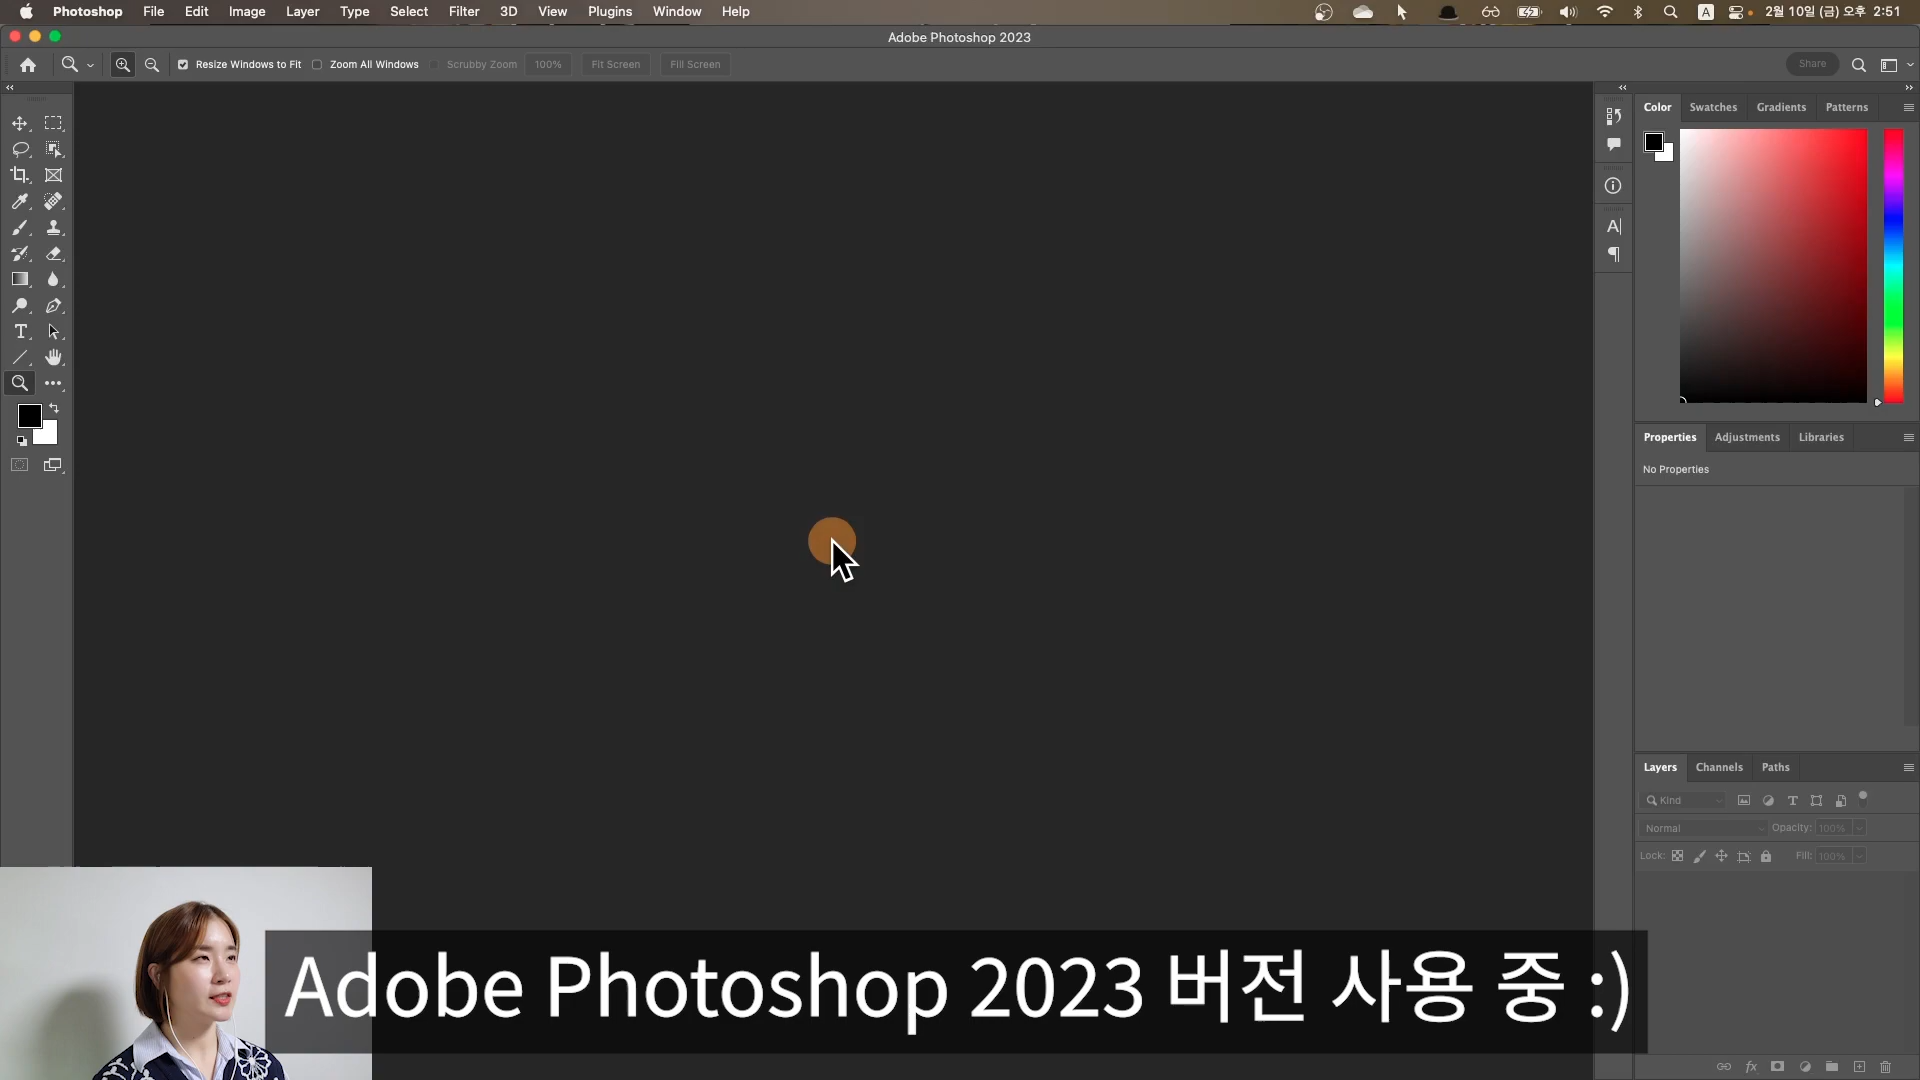 Photoshop File Edit Image Layer Type Select Filter 3D View Plugins Window Help A 2월 10일 (금) 오후 2:51
Adobe Photoshop 2023
Resize Windows to Fit Zoom All Windows Scrubby Zoom 100% Fit Screen Fill Screen Share
Color Swatches Gradients Patterns
Properties Adjustments Libraries
No Properties
Layers Channels Paths
Kind
Normal Opacity: 100%
Lock: Fill: 100%
Adobe Photoshop 2023 버전 사용 중 :)
fx